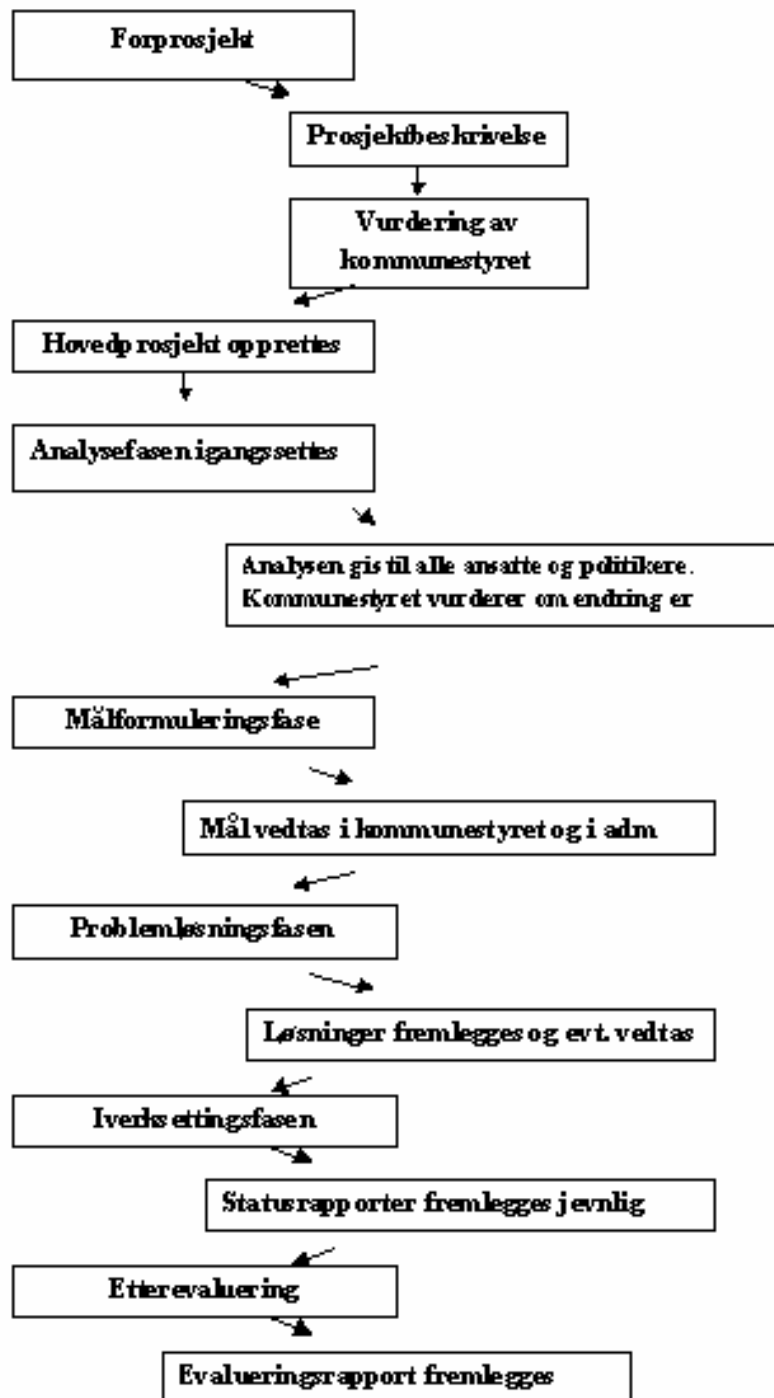 Forprosjekt
Prosjektbeskrivelse
Vurdering av
kommunestyret
Hovedprosjekt opprettes
Analysefasen igangssettes
Analysen gis til alle ansatte og politikere.
Kommunestyret vurderer om endring er
Målformuleringsfase
Mål vedtas i kommunestyret og i adm
Problemløsningsfasen
Løsninger fremlegges og evt. vedtas
Iverksettingsfasen
Statusrapporter fremlegges jevnlig
Etterevaluering
Evalueringsrapport fremlegges